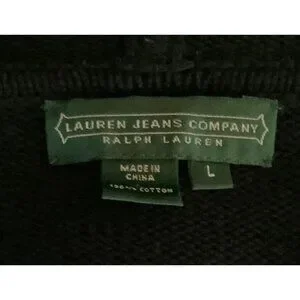 LAUREN JEANS COMPANY
RALPH LAUREN
MADE IN
CHINA
100% COTTON
L